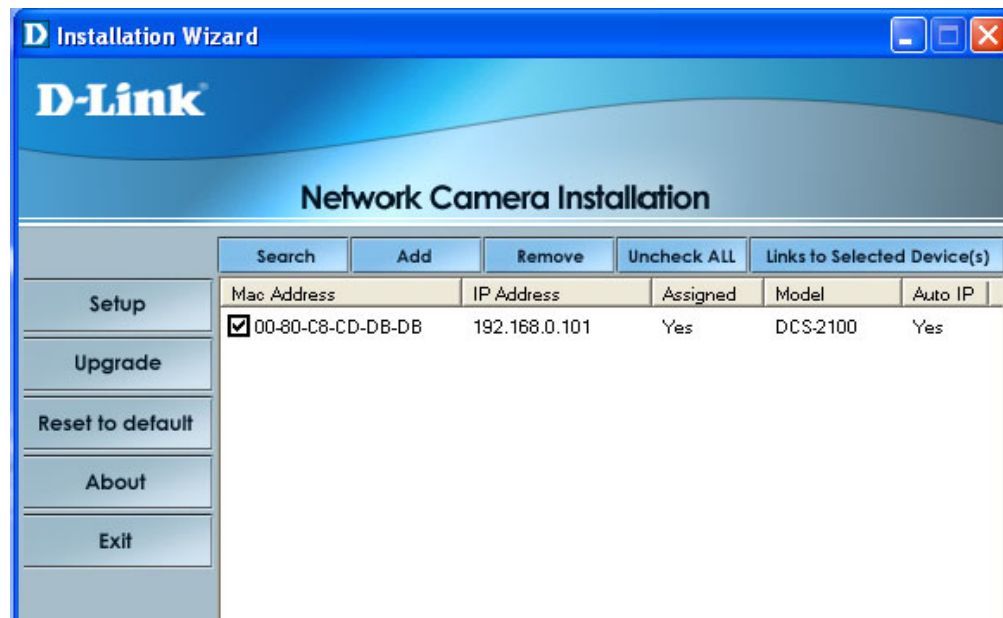 Installation Wizard
D-Link
Network Camera Installation
Search Add Remove Uncheck ALL Links to Selected Device(s)
Mac Address IP Address Assigned Model Auto IP
00-80-C8-CD-DB-DB 192.168.0.101 Yes DCS-2100 Yes
Setup
Upgrade
Reset to default
About
Exit